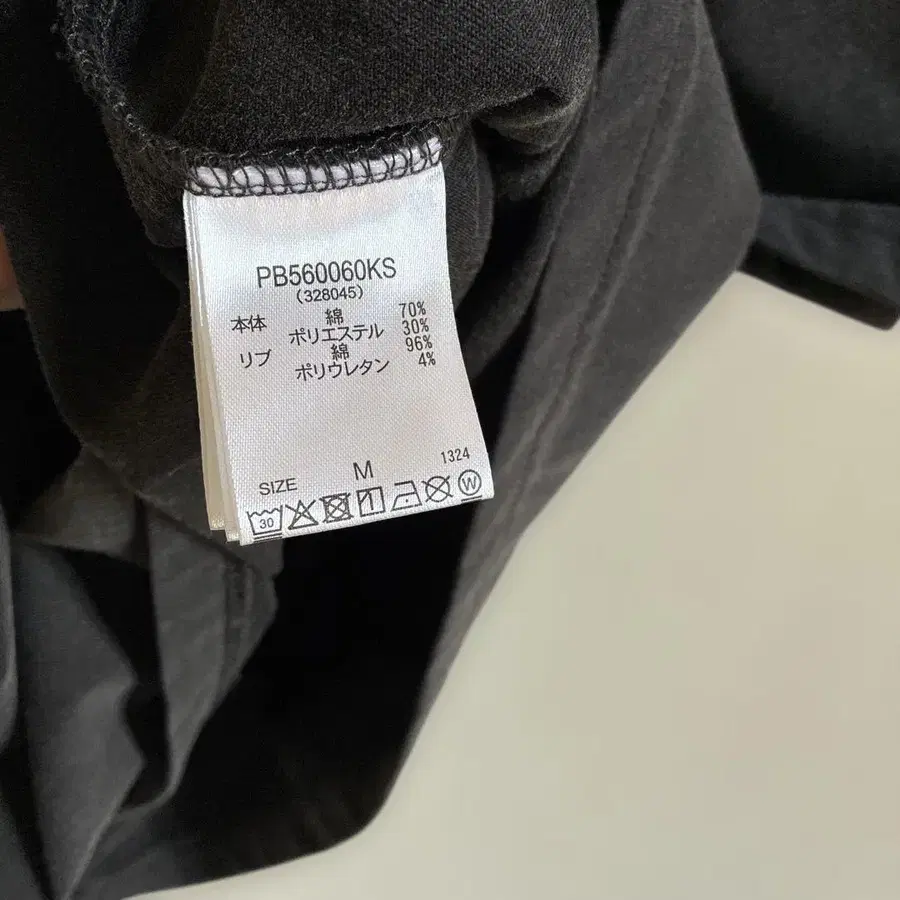 PB560060KS
(328045)
本体 綿 70%
ポリエステル 30%
リブ 綿 96%
ポリウレタン 4%
SIZE M 1324
30 W